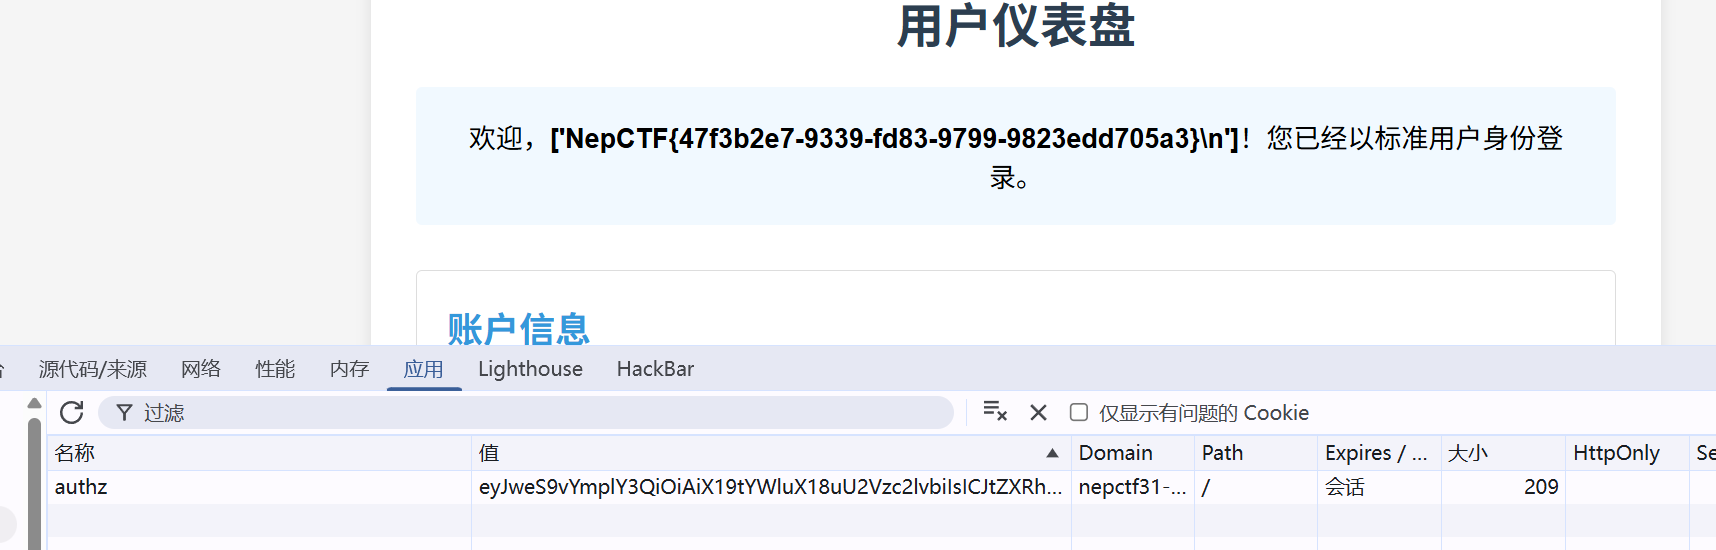 用户仪表盘
欢迎，['NepCTF{47f3b2e7-9339-fd83-9799-9823edd705a3}\n']！您已经以标准用户身份登
录。
账户信息
源代码/来源 网络 性能 内存 应用 Lighthouse HackBar
过滤 仅显示有问题的 Cookie
名称 值 Domain Path Expires / ... 大小 HttpOnly Se
authz eyJweS9vYmplY3QiOiAiX19tYWluX18uU2Vzc2lvbiIsICJtZXRh... nepctf31-... / 会话 209